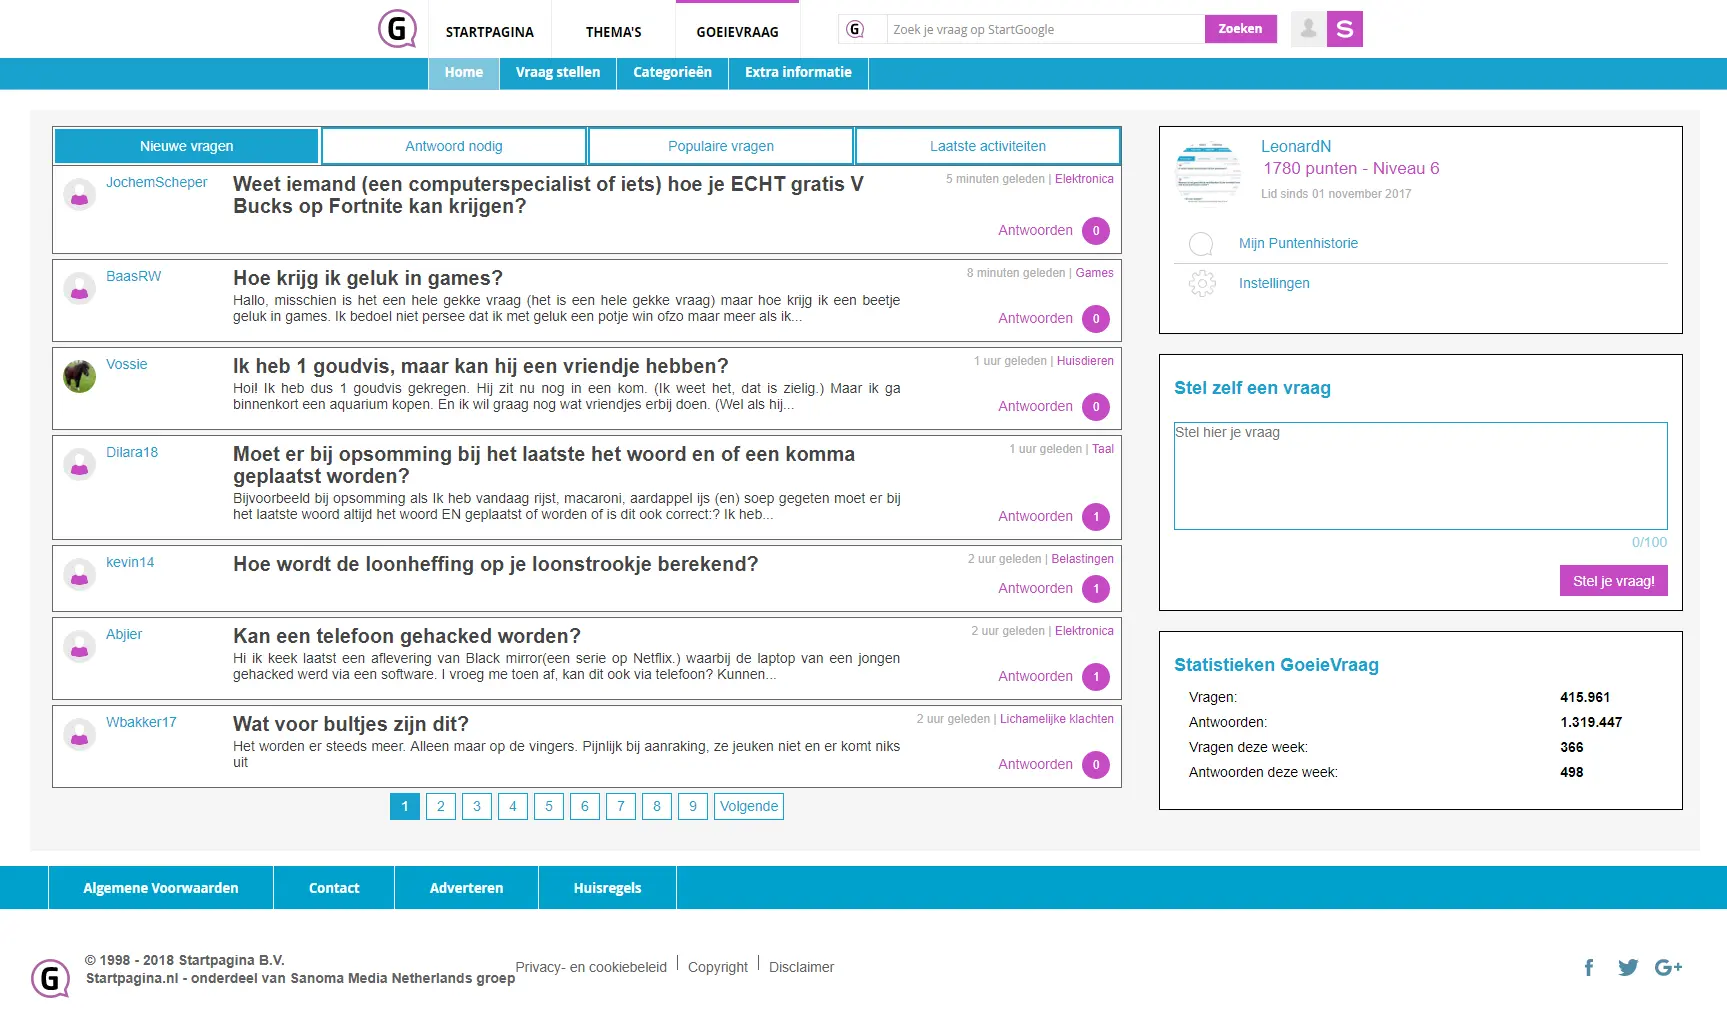 G
STARTPAGINA
THEMA'S
GOEIEVRAAG
G
Zoek je vraag op StartGoogle
Zoeken
S
Home
Vraag stellen
Categorieën
Extra informatie
Nieuwe vragen
Antwoord nodig
Populaire vragen
Laatste activiteiten
JochemScheper
Weet iemand (een computerspecialist of iets) hoe je ECHT gratis V
Bucks op Fortnite kan krijgen?
5 minuten geleden | Elektronica
Antwoorden 0
BaasRW
Hoe krijg ik geluk in games?
Hallo, misschien is het een hele gekke vraag (het is een hele gekke vraag) maar hoe krijg ik een beetje
geluk in games. Ik bedoel niet persee dat ik met geluk een potje win ofzo maar meer als ik...
8 minuten geleden | Games
Antwoorden 0
Vossie
Ik heb 1 goudvis, maar kan hij een vriendje hebben?
Hoi! Ik heb dus 1 goudvis gekregen. Hij zit nu nog in een kom. (Ik weet het, dat is zielig.) Maar ik ga
binnenkort een aquarium kopen. En ik wil graag nog wat vriendjes erbij doen. (Wel als hij...
1 uur geleden | Huisdieren
Antwoorden 0
Dilara18
Moet er bij opsomming bij het laatste het woord en of een komma
geplaatst worden?
Bijvoorbeeld bij opsomming als Ik heb vandaag rijst, macaroni, aardappel ijs (en) soep gegeten moet er bij
het laatste woord altijd het woord EN geplaatst of worden of is dit ook correct:? Ik heb...
1 uur geleden | Taal
Antwoorden 1
kevin14
Hoe wordt de loonheffing op je loonstrookje berekend?
2 uur geleden | Belastingen
Antwoorden 1
Abjier
Kan een telefoon gehacked worden?
Hi ik keek laatst een aflevering van Black mirror(een serie op Netflix.) waarbij de laptop van een jongen
gehacked werd via een software. I vroeg me toen af, kan dit ook via telefoon? Kunnen...
2 uur geleden | Elektronica
Antwoorden 1
Wbakker17
Wat voor bultjes zijn dit?
Het worden er steeds meer. Alleen maar op de vingers. Pijnlijk bij aanraking, ze jeuken niet en er komt niks
uit
2 uur geleden | Lichamelijke klachten
Antwoorden 0
1 2 3 4 5 6 7 8 9 Volgende
LeonardN
1780 punten - Niveau 6
Lid sinds 01 november 2017
Mijn Puntenhistorie
Instellingen
Stel zelf een vraag
Stel hier je vraag
0/100
Stel je vraag!
Statistieken GoeieVraag
Vragen: 415.961
Antwoorden: 1.319.447
Vragen deze week: 366
Antwoorden deze week: 498
Algemene Voorwaarden
Contact
Adverteren
Huisregels
G
© 1998 - 2018 Startpagina B.V.
Startpagina.nl - onderdeel van Sanoma Media Netherlands groep
Privacy- en cookiebeleid | Copyright | Disclaimer
f
G+